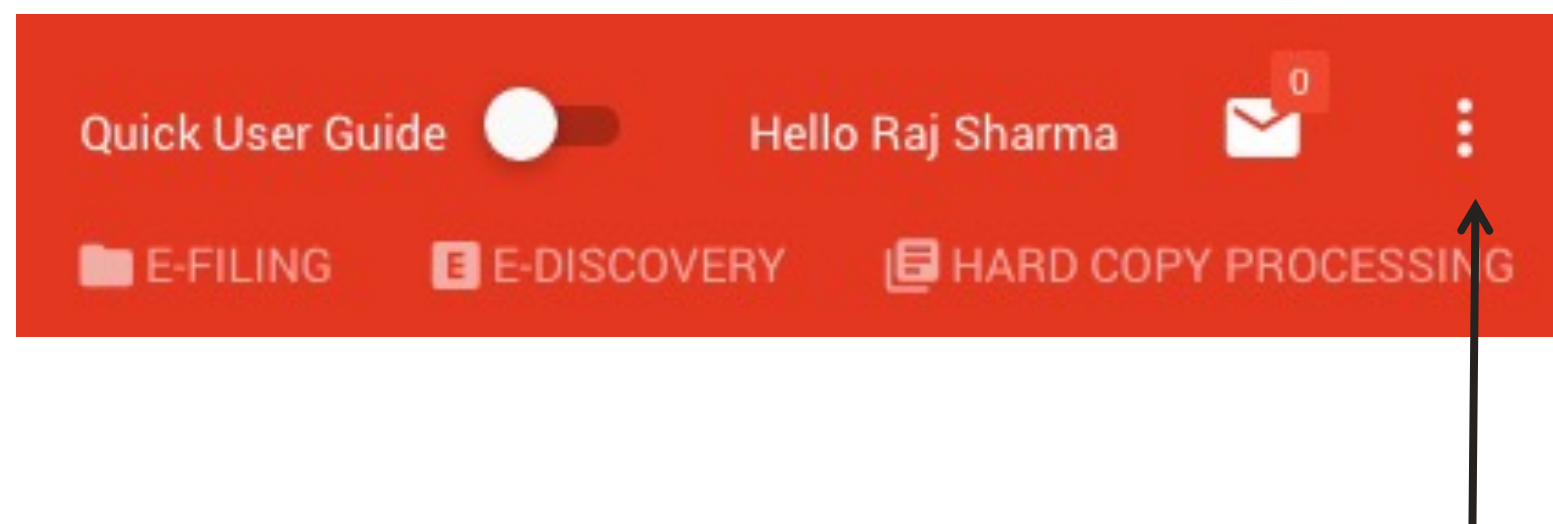 0
Quick User Guide Hello Raj Sharma
E-FILING E E-DISCOVERY HARD COPY PROCESSING